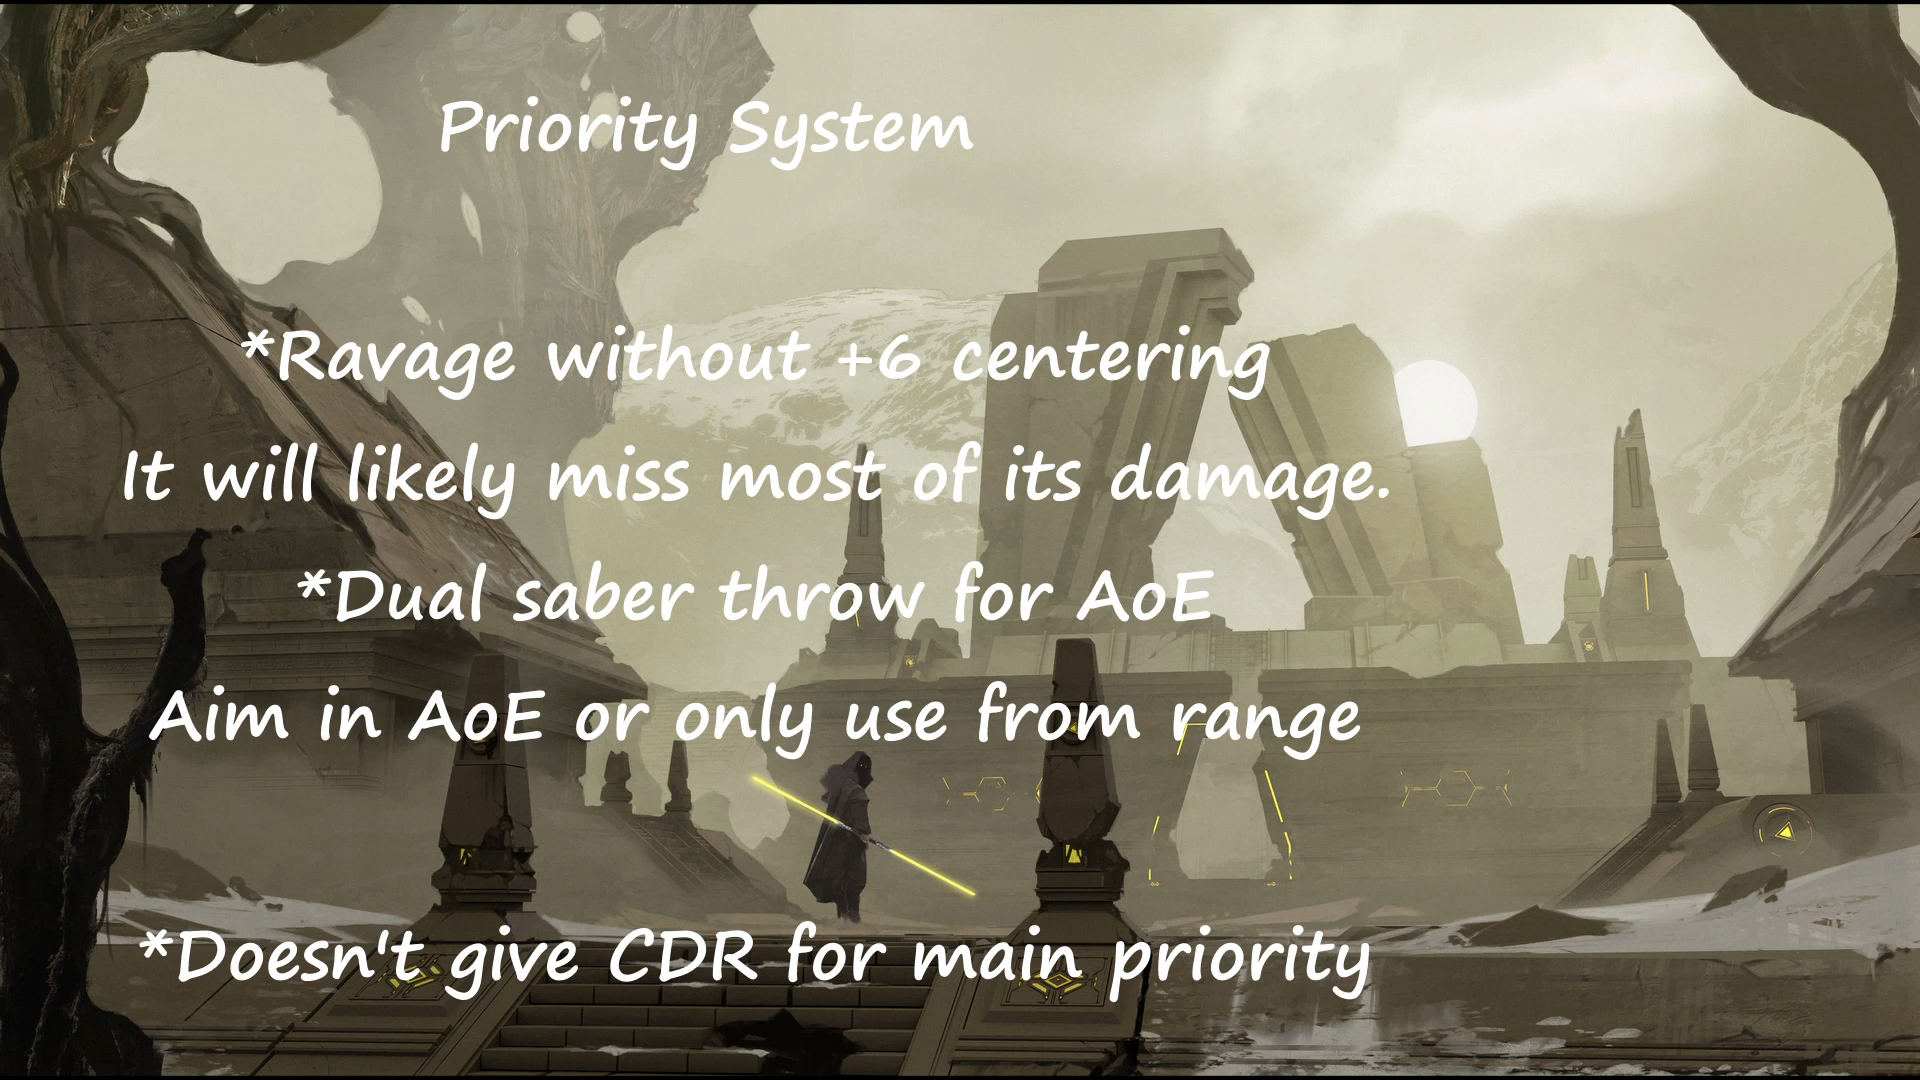 Priority System
*Ravage without +6 centering
It will likely miss most of its damage.
*Dual saber throw for AoE
Aim in AoE or only use from range
*Doesn't give CDR for main priority